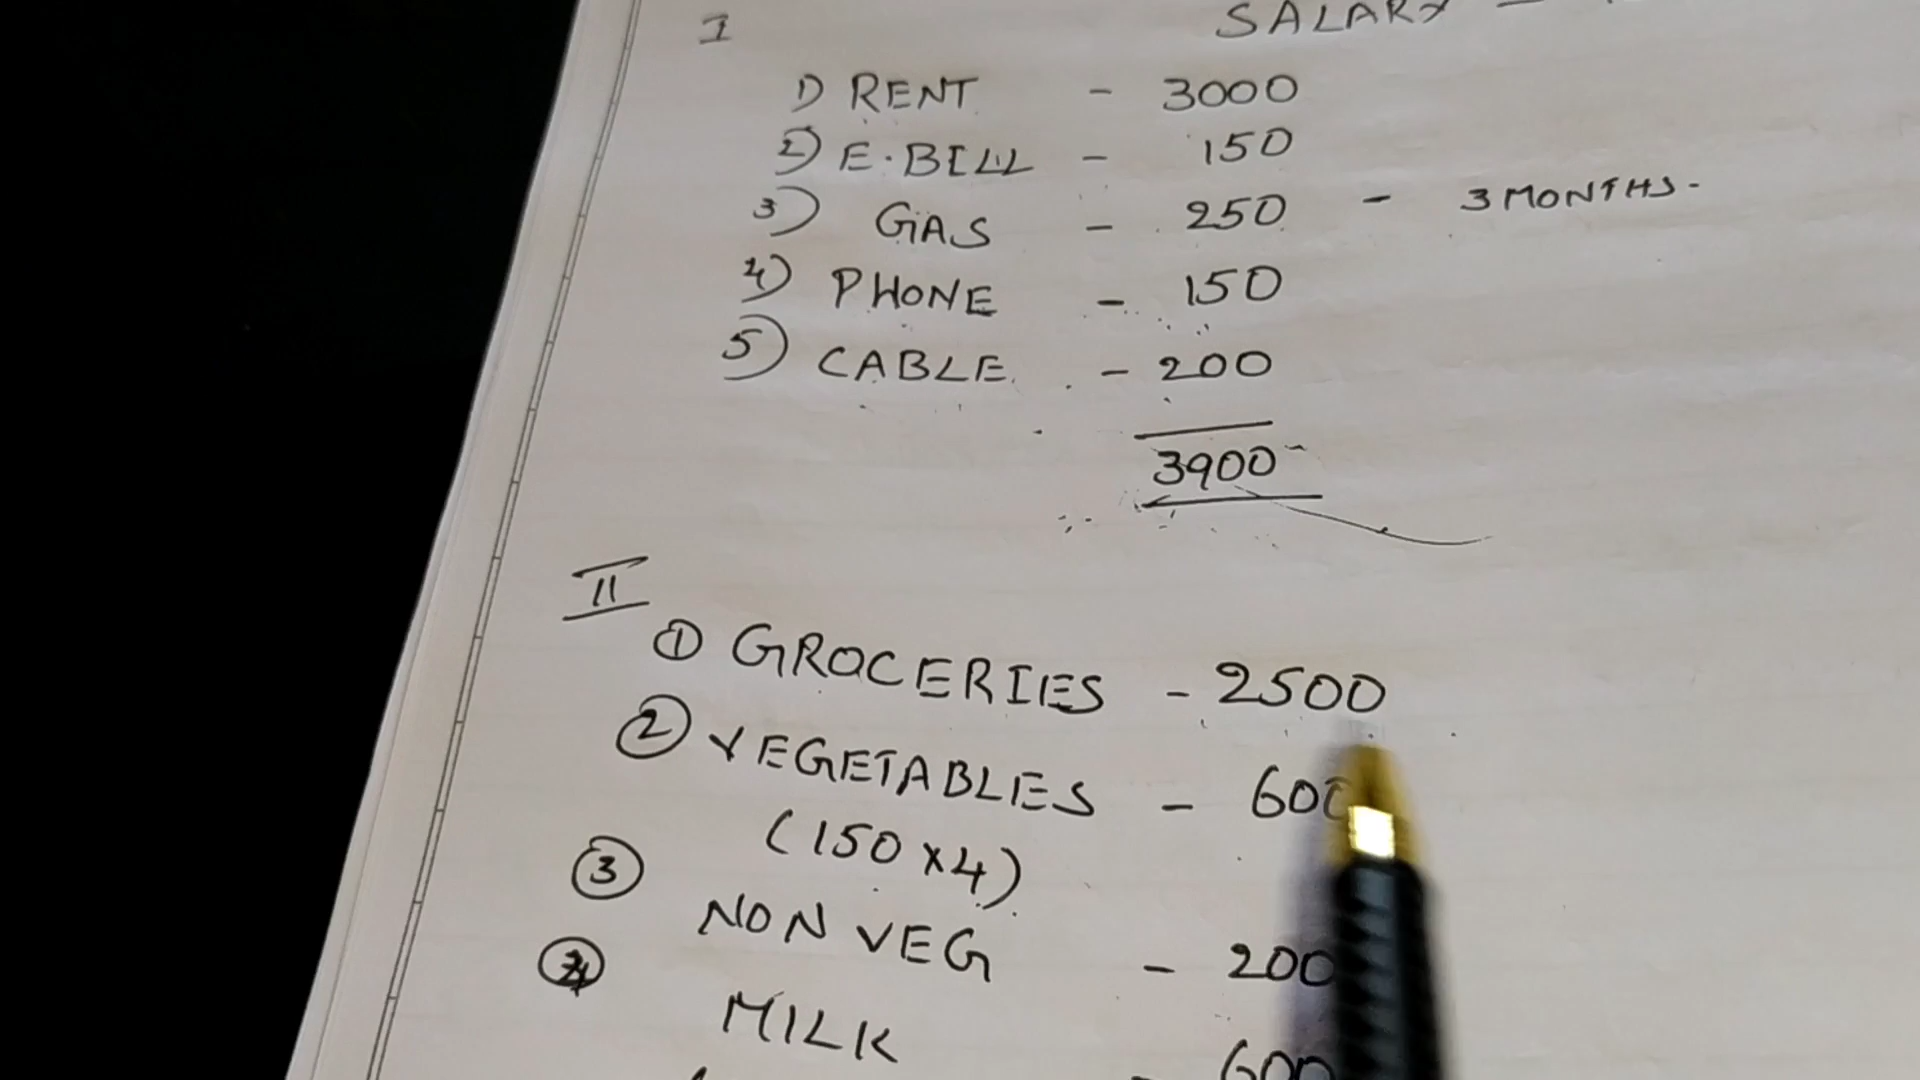 I SALARY -
1) RENT - 3000
2) E.BILL - 150
3) GAS - 250 - 3 MONTHS.
4) PHONE - 150
5) CABLE - 200
3900
II
1 GROCERIES - 2500
2 VEGETABLES - 600
(150 x 4)
3 NON VEG - 200
4 MILK - 600